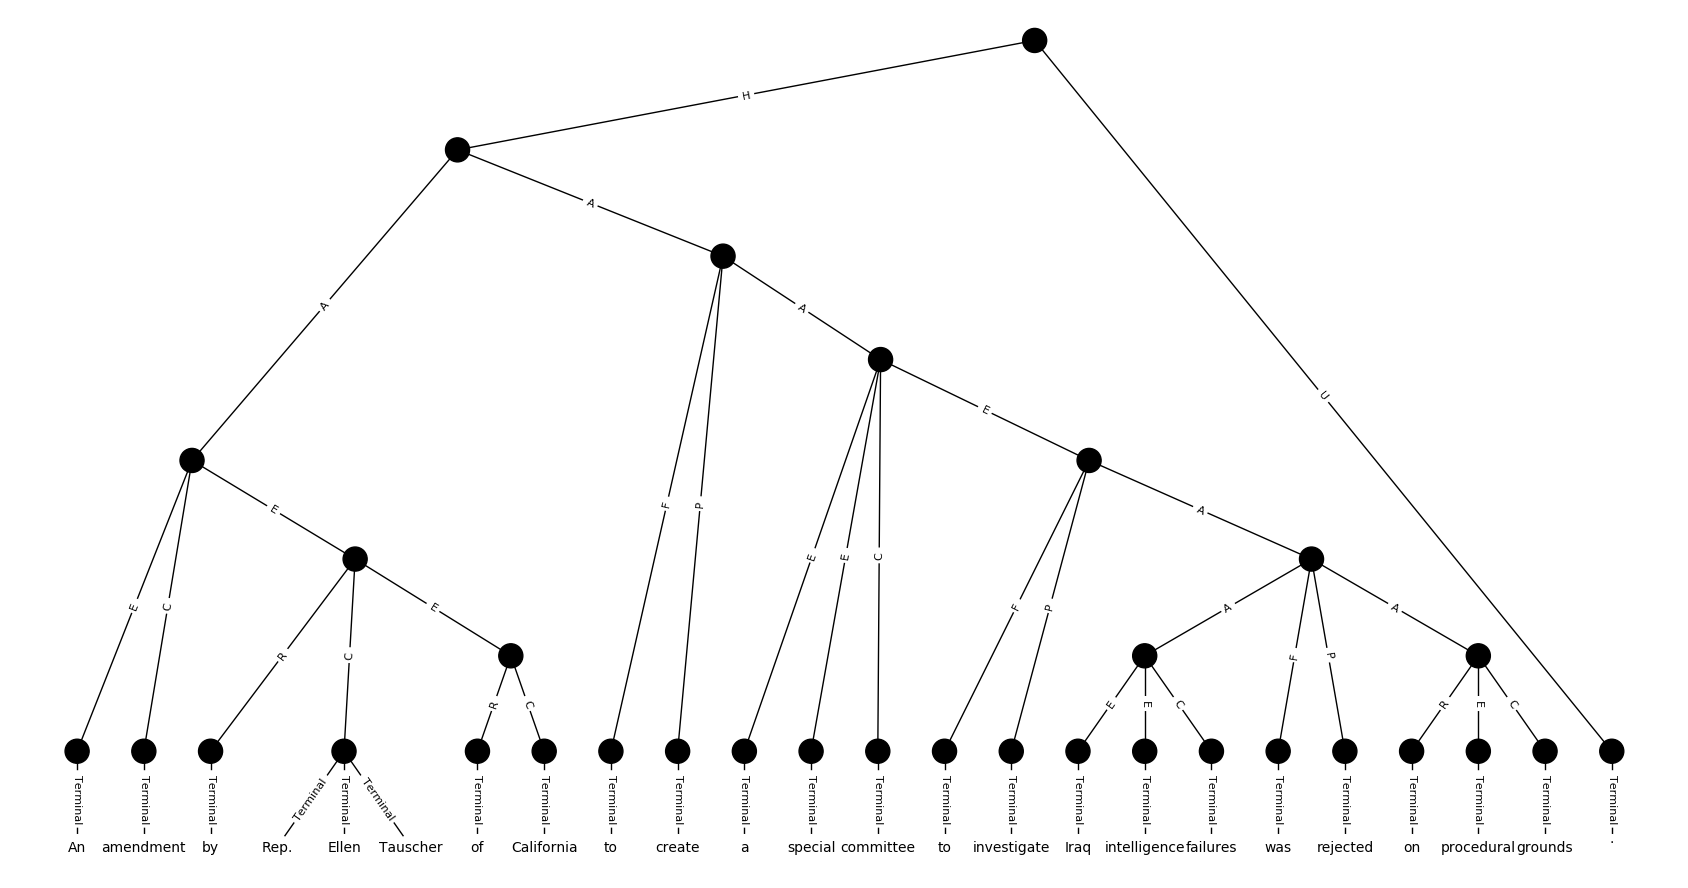 H
A
A
A
E
U
E
A
F
P
E
E
C
E
C
R
C
E
F
P
A
F
P
A
R
C
E
E
C
R
E
C
Terminal Terminal Terminal Terminal Terminal Terminal Terminal Terminal Terminal Terminal Terminal Terminal Terminal Terminal Terminal Terminal Terminal Terminal Terminal Terminal Terminal Terminal Terminal Terminal
An amendment by Rep. Ellen Tauscher of California to create a special committee to investigate Iraq intelligence failures was rejected on procedural grounds .